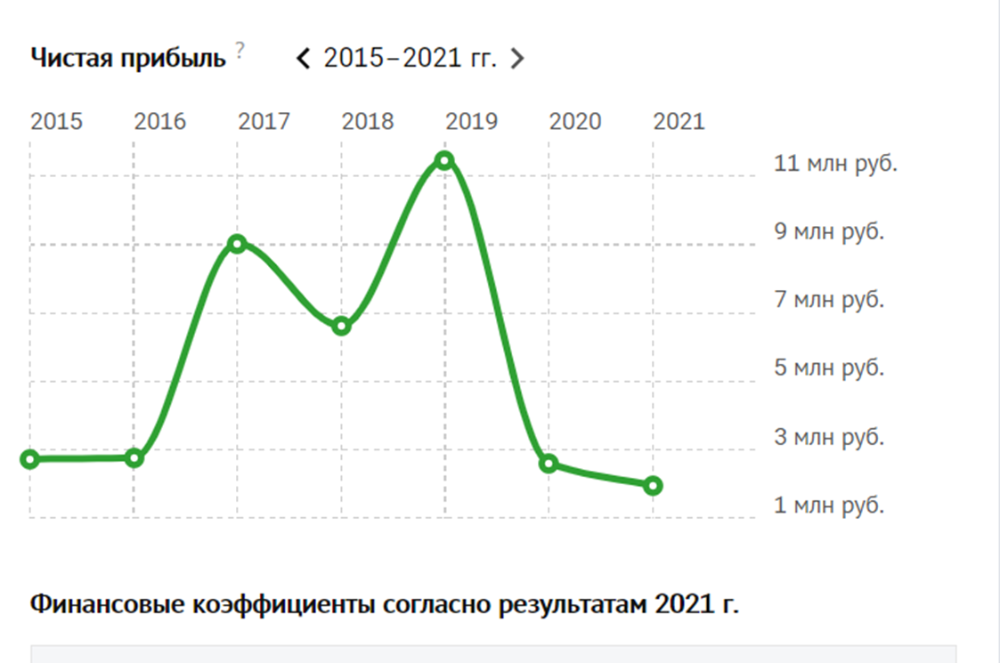 Чистая прибыль ? < 2015–2021 гг. >
2015 2016 2017 2018 2019 2020 2021
11 млн руб.
9 млн руб.
7 млн руб.
5 млн руб.
3 млн руб.
1 млн руб.
Финансовые коэффициенты согласно результатам 2021 г.